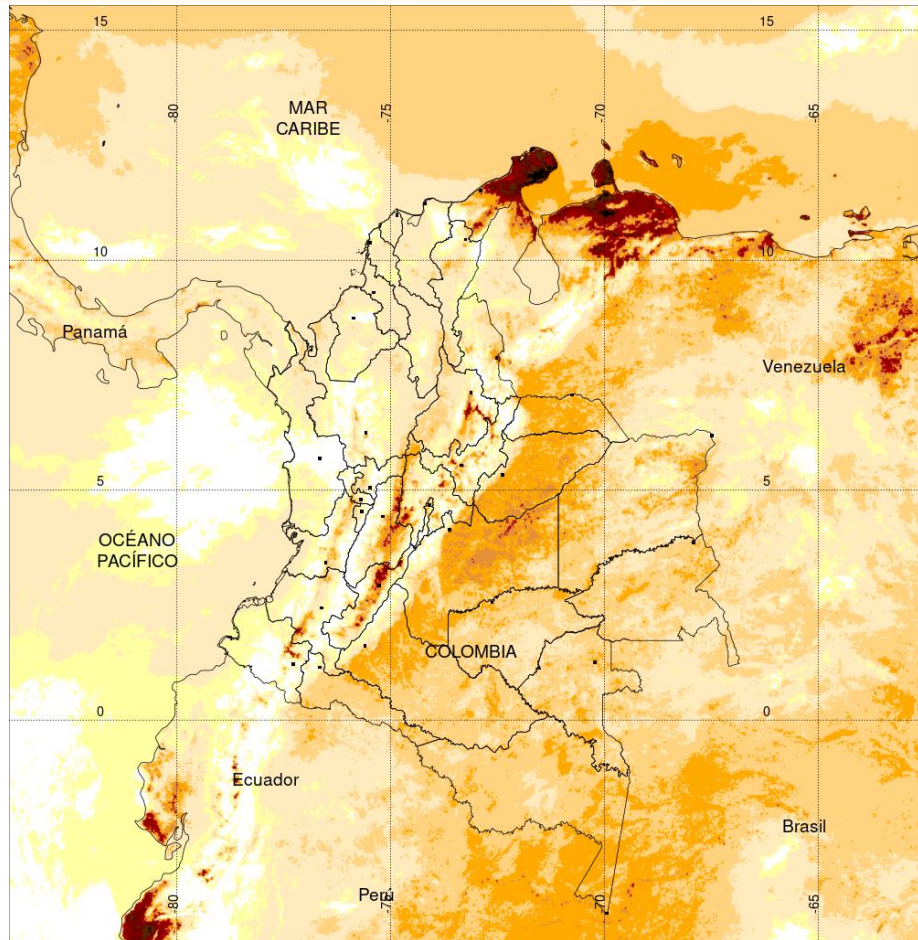 15 15
-80 -75 -70 -65
MAR
CARIBE
10 10
Panamá
Venezuela
5 5
OCÉANO
PACÍFICO
COLOMBIA
0 0
Ecuador
Brasil
Perú
-80 -75 -70 -65